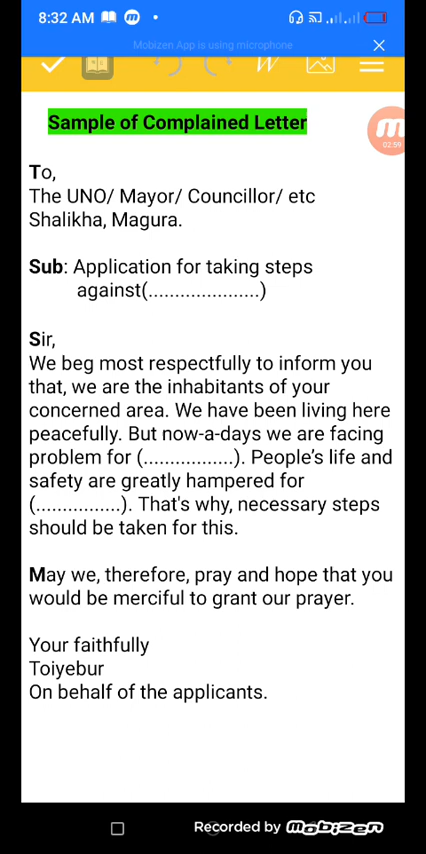 8:32 AM
Mobizen App is using microphone
W
Sample of Complained Letter
m
03:59
To,
The UNO/ Mayor/ Councillor/ etc
Shalikha, Magura.
Sub: Application for taking steps
against(.....................)
Sir,
We beg most respectfully to inform you
that, we are the inhabitants of your
concerned area. We have been living here
peacefully. But now-a-days we are facing
problem for (.................). People's life and
safety are greatly hampered for
(................). That's why, necessary steps
should be taken for this.
May we, therefore, pray and hope that you
would be merciful to grant our prayer.
Your faithfully
Toiyebur
On behalf of the applicants.
Recorded by mobizen